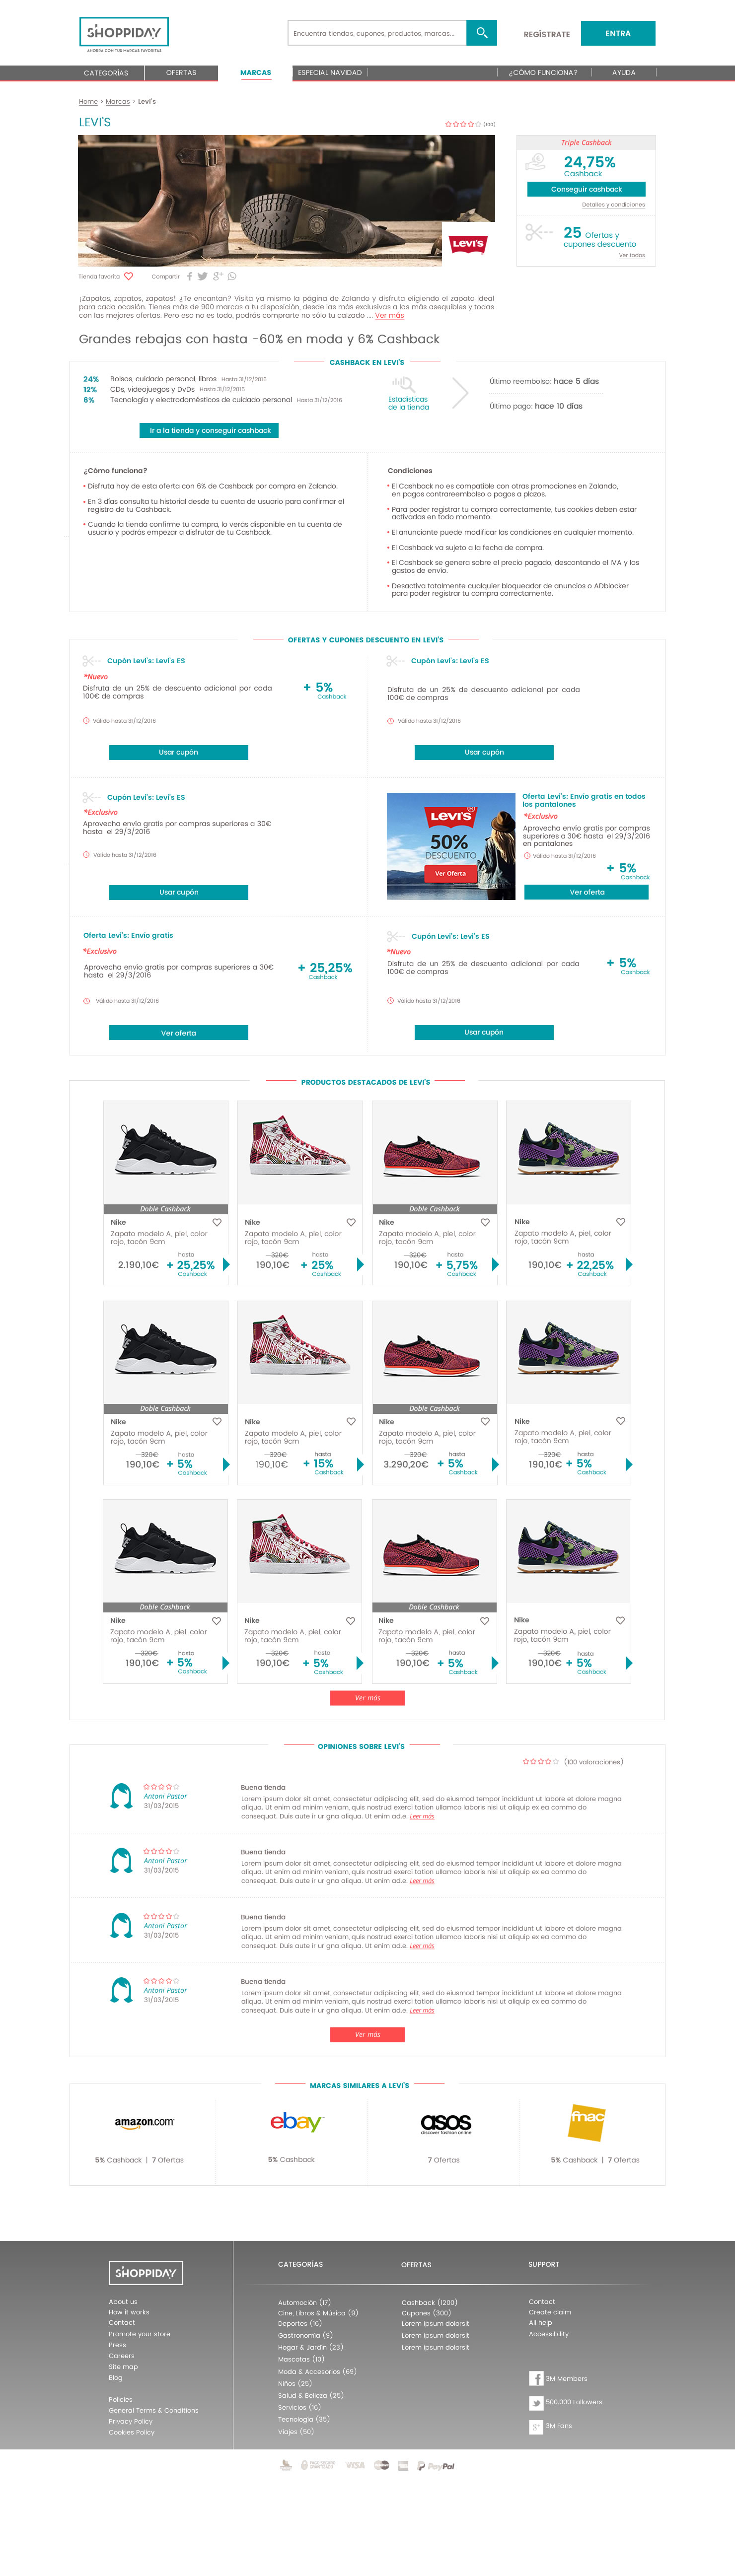 SHOPPIDAY
AHORRA CON TUS MARCAS FAVORITAS
Encuentra tiendas, cupones, productos, marcas...
REGÍSTRATE
ENTRA
CATEGORÍAS
OFERTAS
MARCAS
ESPECIAL NAVIDAD
¿CÓMO FUNCIONA?
AYUDA
Home > Marcas > Levi's
LEVI'S
(100)
LEVI'S
Triple Cashback
24,75%
Cashback
Conseguir cashback
Detalles y condiciones
25 Ofertas y
cupones descuento
Ver todos
Tienda favorita
Compartir
¡Zapatos, zapatos, zapatos! ¿Te encantan? Visita ya mismo la página de Zalando y disfruta eligiendo el zapato ideal
para cada ocasión. Tienes más de 900 marcas a tu disposición, desde las más exclusivas a las más asequibles y todas
con las mejores ofertas. Pero eso no es todo, podrás comprarte no sólo tu calzado ... Ver más
Grandes rebajas con hasta -60% en moda y 6% Cashback
CASHBACK EN LEVI'S
24% Bolsos, cuidado personal, libros Hasta 31/12/2016
12% CDs, videojuegos y DvDs Hasta 31/12/2016
6% Tecnología y electrodomésticos de cuidado personal Hasta 31/12/2016
Ir a la tienda y conseguir cashback
Estadísticas
de la tienda
Último reembolso: hace 5 días
Último pago: hace 10 días
¿Cómo funciona?
Disfruta hoy de esta oferta con 6% de Cashback por compra en Zalando.
En 3 días consulta tu historial desde tu cuenta de usuario para confirmar el
registro de tu Cashback.
Cuando la tienda confirme tu compra, lo verás disponible en tu cuenta de
usuario y podrás empezar a disfrutar de tu Cashback.
Condiciones
El Cashback no es compatible con otras promociones en Zalando,
en pagos contrareembolso o pagos a plazos.
Para poder registrar tu compra correctamente, tus cookies deben estar
activadas en todo momento.
El anunciante puede modificar las condiciones en cualquier momento.
El Cashback va sujeto a la fecha de compra.
El Cashback se genera sobre el precio pagado, descontando el IVA y los
gastos de envío.
Desactiva totalmente cualquier bloqueador de anuncios o ADblocker
para poder registrar tu compra correctamente.
OFERTAS Y CUPONES DESCUENTO EN LEVI'S
Cupón Levi's: Levi's ES
*Nuevo
Disfruta de un 25% de descuento adicional por cada
100€ de compras
+ 5%
Cashback
Válido hasta 31/12/2016
Usar cupón
Cupón Levi's: Levi's ES
Disfruta de un 25% de descuento adicional por cada
100€ de compras
Válido hasta 31/12/2016
Usar cupón
Cupón Levi's: Levi's ES
*Exclusivo
Aprovecha envío gratis por compras superiores a 30€
hasta el 29/3/2016
Válido hasta 31/12/2016
Usar cupón
LEVI'S
50%
DESCUENTO
Ver Oferta
Oferta Levi's: Envío gratis en todos
los pantalones
*Exclusivo
Aprovecha envío gratis por compras
superiores a 30€ hasta el 29/3/2016
en pantalones
Válido hasta 31/12/2016
+ 5%
Cashback
Ver oferta
Oferta Levi's: Envío gratis
*Exclusivo
Aprovecha envío gratis por compras superiores a 30€
hasta el 29/3/2016
+ 25,25%
Cashback
Válido hasta 31/12/2016
Ver oferta
Cupón Levi's: Levi's ES
*Nuevo
Disfruta de un 25% de descuento adicional por cada
100€ de compras
+ 5%
Cashback
Válido hasta 31/12/2016
Usar cupón
PRODUCTOS DESTACADOS DE LEVI'S
Doble Cashback
Nike
Zapato modelo A, piel, color
rojo, tacón 9cm
hasta
2.190,10€ + 25,25%
Cashback
Nike
Zapato modelo A, piel, color
rojo, tacón 9cm
320€ hasta
190,10€ + 25%
Cashback
Doble Cashback
Nike
Zapato modelo A, piel, color
rojo, tacón 9cm
320€ hasta
190,10€ + 5,75%
Cashback
Nike
Zapato modelo A, piel, color
rojo, tacón 9cm
hasta
190,10€ + 22,25%
Cashback
Doble Cashback
Nike
Zapato modelo A, piel, color
rojo, tacón 9cm
320€ hasta
190,10€ + 5%
Cashback
Nike
Zapato modelo A, piel, color
rojo, tacón 9cm
320€ hasta
190,10€ + 15%
Cashback
Doble Cashback
Nike
Zapato modelo A, piel, color
rojo, tacón 9cm
320€ hasta
3.290,20€ + 5%
Cashback
Nike
Zapato modelo A, piel, color
rojo, tacón 9cm
320€ hasta
190,10€ + 5%
Cashback
Doble Cashback
Nike
Zapato modelo A, piel, color
rojo, tacón 9cm
320€ hasta
190,10€ + 5%
Cashback
Nike
Zapato modelo A, piel, color
rojo, tacón 9cm
320€ hasta
190,10€ + 5%
Cashback
Doble Cashback
Nike
Zapato modelo A, piel, color
rojo, tacón 9cm
320€ hasta
190,10€ + 5%
Cashback
Nike
Zapato modelo A, piel, color
rojo, tacón 9cm
320€ hasta
190,10€ + 5%
Cashback
Ver más
OPINIONES SOBRE LEVI'S
(100 valoraciones)
Antoni Pastor
31/03/2015
Buena tienda
Lorem ipsum dolor sit amet, consectetur adipiscing elit, sed do eiusmod tempor incididunt ut labore et dolore magna
aliqua. Ut enim ad minim veniam, quis nostrud exerci tation ullamco laboris nisi ut aliquip ex ea commo do
consequat. Duis aute ir ur gna aliqua. Ut enim ad.e. Leer más
Antoni Pastor
31/03/2015
Buena tienda
Lorem ipsum dolor sit amet, consectetur adipiscing elit, sed do eiusmod tempor incididunt ut labore et dolore magna
aliqua. Ut enim ad minim veniam, quis nostrud exerci tation ullamco laboris nisi ut aliquip ex ea commo do
consequat. Duis aute ir ur gna aliqua. Ut enim ad.e. Leer más
Antoni Pastor
31/03/2015
Buena tienda
Lorem ipsum dolor sit amet, consectetur adipiscing elit, sed do eiusmod tempor incididunt ut labore et dolore magna
aliqua. Ut enim ad minim veniam, quis nostrud exerci tation ullamco laboris nisi ut aliquip ex ea commo do
consequat. Duis aute ir ur gna aliqua. Ut enim ad.e. Leer más
Antoni Pastor
31/03/2015
Buena tienda
Lorem ipsum dolor sit amet, consectetur adipiscing elit, sed do eiusmod tempor incididunt ut labore et dolore magna
aliqua. Ut enim ad minim veniam, quis nostrud exerci tation ullamco laboris nisi ut aliquip ex ea commo do
consequat. Duis aute ir ur gna aliqua. Ut enim ad.e. Leer más
Ver más
MARCAS SIMILARES A LEVI'S
amazon.com
5% Cashback | 7 Ofertas
ebay
5% Cashback
asos
discover fashion online
7 Ofertas
fnac
5% Cashback | 7 Ofertas
SHOPPIDAY
About us
How it works
Contact
Promote your store
Press
Careers
Site map
Blog
Policies
General Terms & Conditions
Privacy Policy
Cookies Policy
CATEGORÍAS
Automoción (17)
Cine, Libros & Música (9)
Deportes (16)
Gastronomía (9)
Hogar & Jardín (23)
Mascotas (10)
Moda & Accesorios (69)
Niños (25)
Salud & Belleza (25)
Servicios (16)
Tecnología (35)
Viajes (50)
OFERTAS
Cashback (1200)
Cupones (300)
Lorem ipsum dolorsit
Lorem ipsum dolorsit
Lorem ipsum dolorsit
SUPPORT
Contact
Create claim
All help
Accessibility
3M Members
500.000 Followers
3M Fans
VISA
PayPal